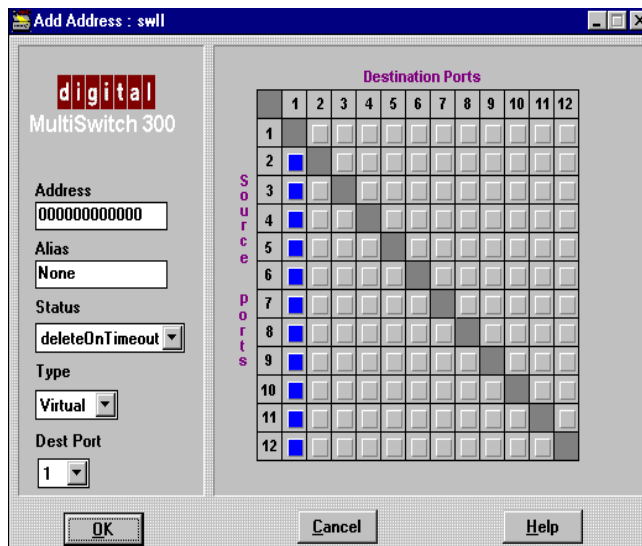 Add Address : swll
digital
MultiSwitch 300
Address
000000000000
Alias
None
Status
deleteOnTimeout
Type
Virtual
Dest Port
1
Destination Ports
1 2 3 4 5 6 7 8 9 10 11 12
Source ports
1
2
3
4
5
6
7
8
9
10
11
12
OK
Cancel
Help